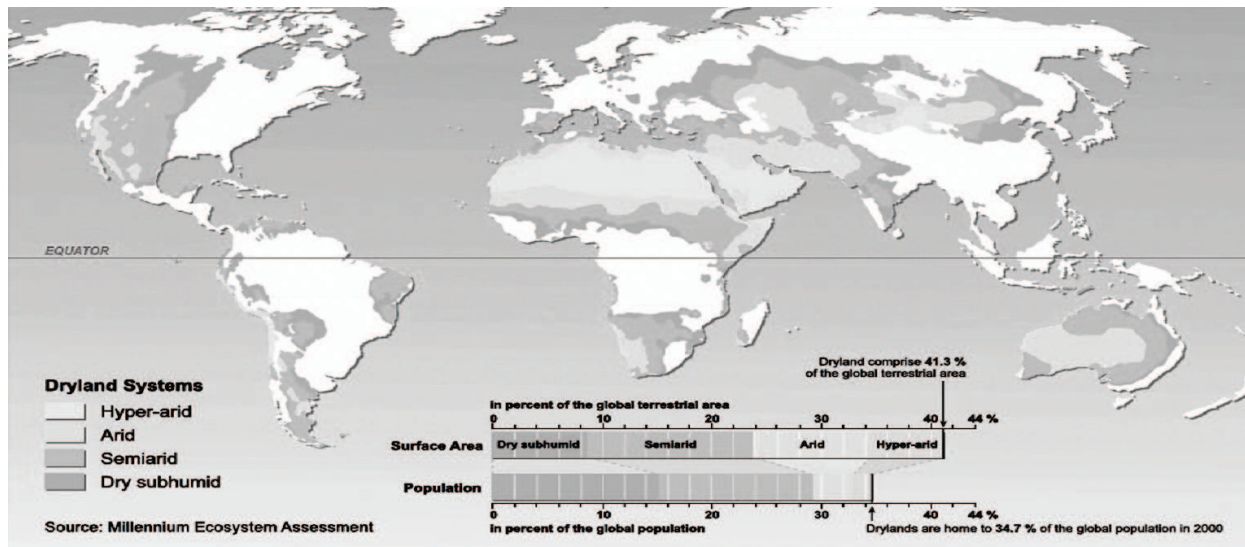 EQUATOR
Dryland comprise 41.3 %
of the global terrestrial area
Dryland Systems
Hyper-arid
Arid
Semiarid
Dry subhumid
in percent of the global terrestrial area
0 10 20 30 40 44 %
Surface Area
Dry subhumid Semiarid Arid Hyper-arid
Population
0 10 20 30 40 44 %
in percent of the global population
Drylands are home to 34.7 % of the global population in 2000
Source: Millennium Ecosystem Assessment